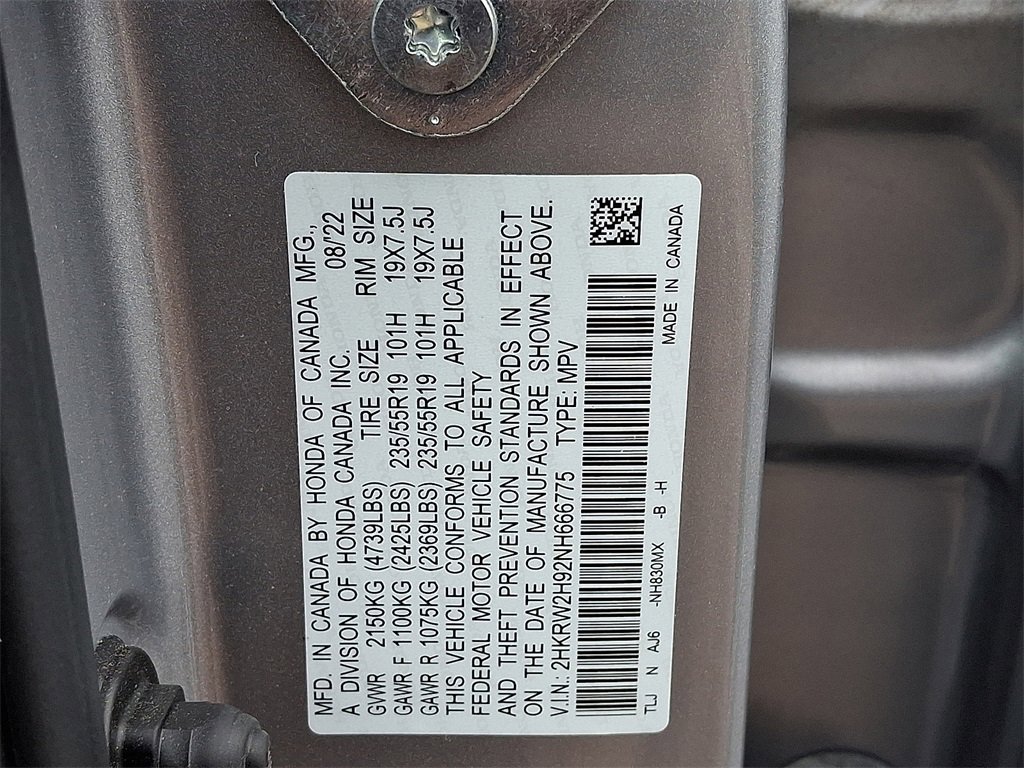 MFD. IN CANADA BY HONDA OF CANADA MFG.,
A DIVISION OF HONDA CANADA INC. 08/'22
GVWR 2150KG (4739LBS) TIRE SIZE RIM SIZE
GAWR F 1100KG (2425LBS) 235/55R19 101H 19X7.5J
GAWR R 1075KG (2369LBS) 235/55R19 101H 19X7.5J
THIS VEHICLE CONFORMS TO ALL APPLICABLE
FEDERAL MOTOR VEHICLE SAFETY
AND THEFT PREVENTION STANDARDS IN EFFECT
ON THE DATE OF MANUFACTURE SHOWN ABOVE.
V.I.N.: 2HKRW2H92NH666775 TYPE: MPV
TLJ N AJ6 -NH830MX -B -H MADE IN CANADA